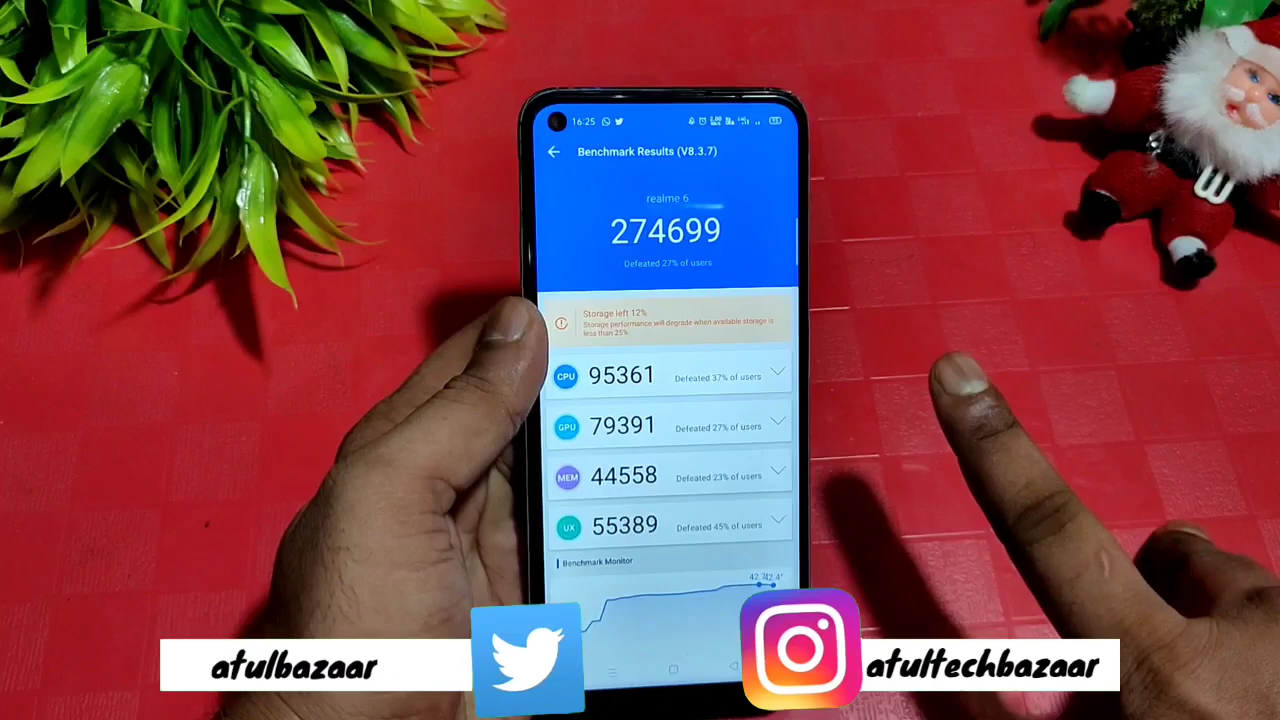 16:25
Benchmark Results (V8.3.7)
realme 6
274699
Defeated 27% of users
Storage left 12%
Storage performance will degrade when available storage is
less than 25%
CPU 95361 Defeated 37% of users
GPU 79391 Defeated 27% of users
MEM 44558 Defeated 23% of users
UX 55389 Defeated 45% of users
Benchmark Monitor
42.4°
atulbazaar
atultechbazaar